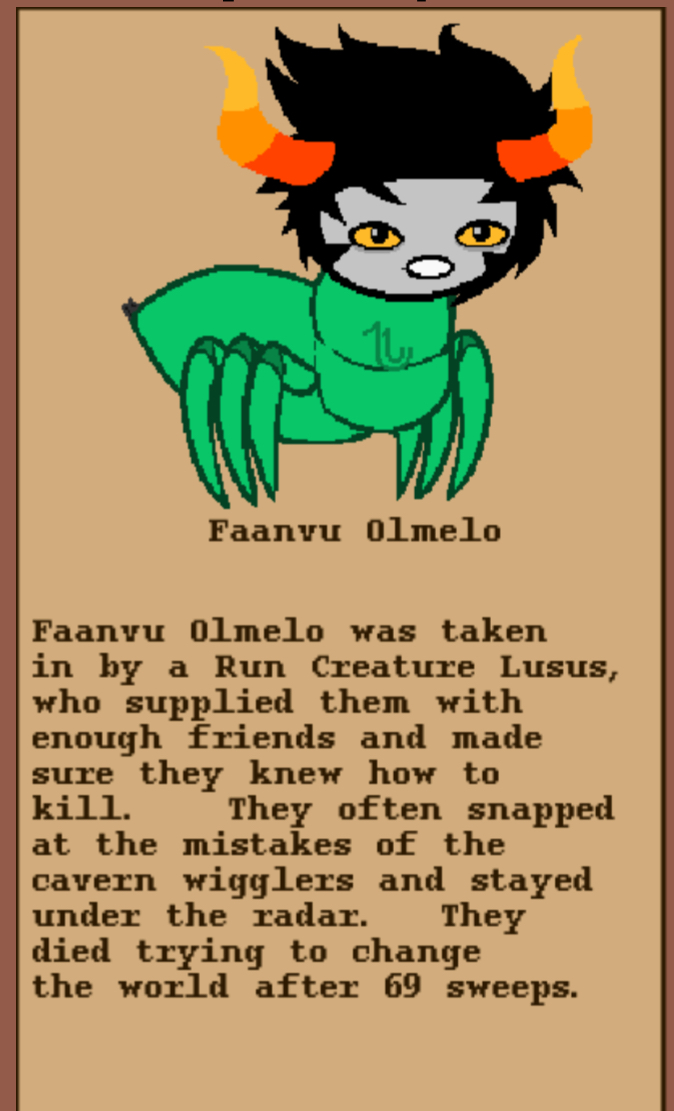 Faanvu Olmelo
Faanvu Olmelo was taken
in by a Run Creature Lusus,
who supplied them with
enough friends and made
sure they knew how to
kill. They often snapped
at the mistakes of the
cavern wigglers and stayed
under the radar. They
died trying to change
the world after 69 sweeps.